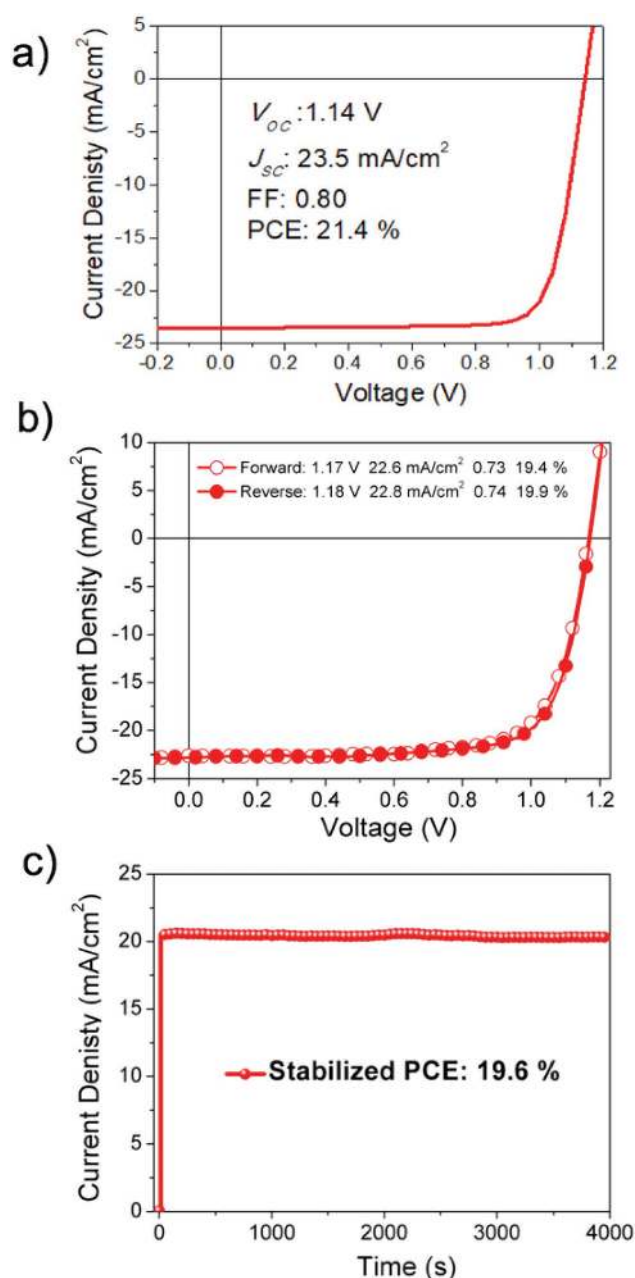 a)
Current Denisty (mA/cm²)
5
0
-5
-10
-15
-20
-25
V_OC :1.14 V
J_SC: 23.5 mA/cm²
FF: 0.80
PCE: 21.4 %
-0.2 0.0 0.2 0.4 0.6 0.8 1.0 1.2
Voltage (V)
b)
Current Density (mA/cm²)
10
5
0
-5
-10
-15
-20
-25
Forward: 1.17 V 22.6 mA/cm² 0.73 19.4 %
Reverse: 1.18 V 22.8 mA/cm² 0.74 19.9 %
0.0 0.2 0.4 0.6 0.8 1.0 1.2
Voltage (V)
c)
Current Denisty (mA/cm²)
25
20
15
10
5
0
Stabilized PCE: 19.6 %
0 1000 2000 3000 4000
Time (s)